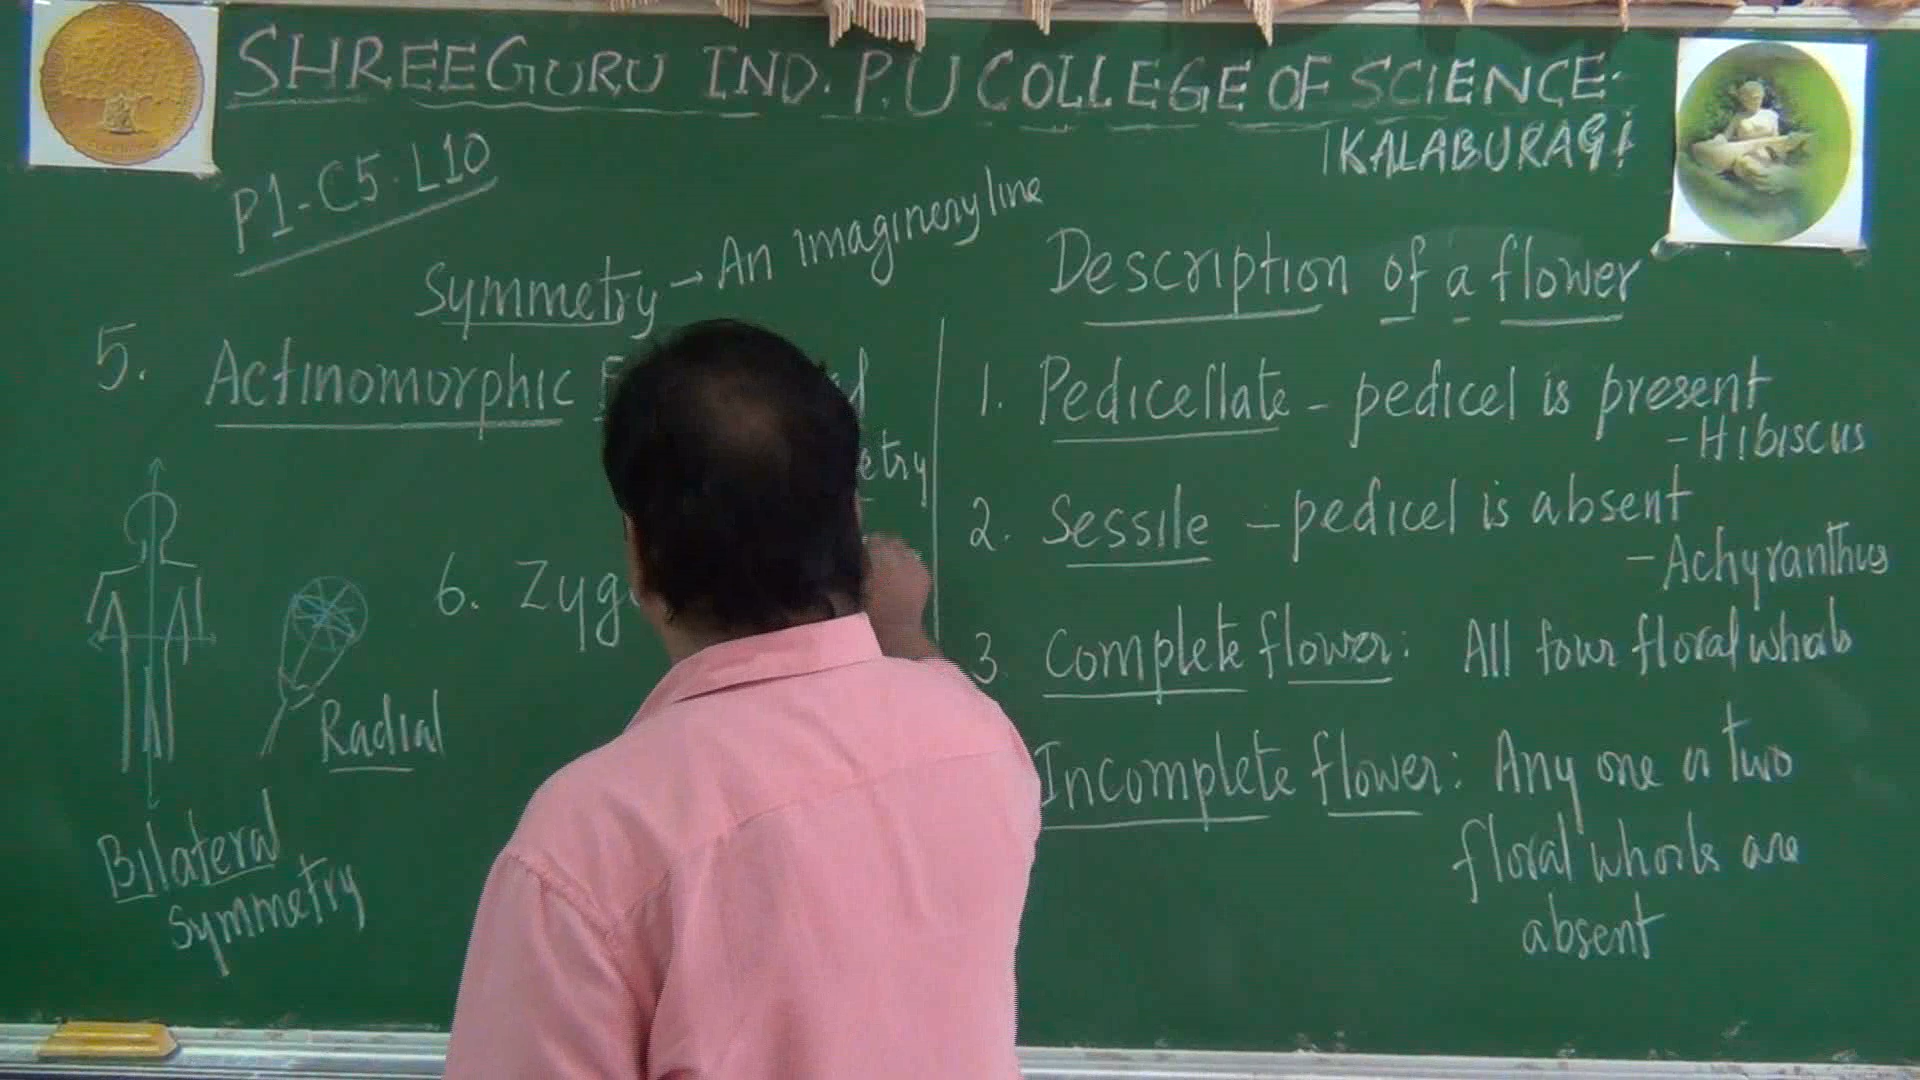 SHREEGURU IND. P.U COLLEGE OF SCIENCE
KALABURAGI
P1-C5.L10
Symmetry → An imaginery line
5. Actinomorphic
etry
6. Zyg
Radial
Bilateral
symmetry
Description of a flower
1. Pedicellate - pedicel is present
- Hibiscus
2. Sessile - pedicel is absent
- Achyranthus
3 Complete flower: All four floral whorls
Incomplete flower: Any one or two
floral whorls are
absent